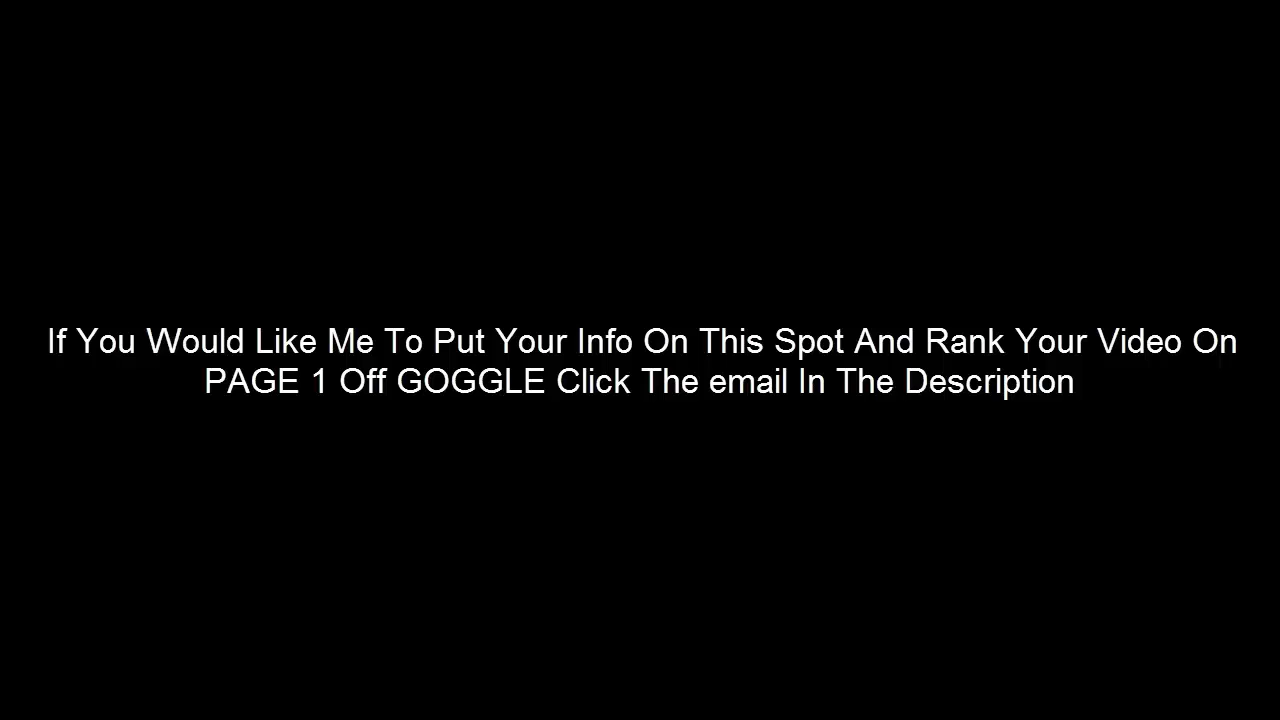 If You Would Like Me To Put Your Info On This Spot And Rank Your Video On
PAGE 1 Off GOGGLE Click The email In The Description